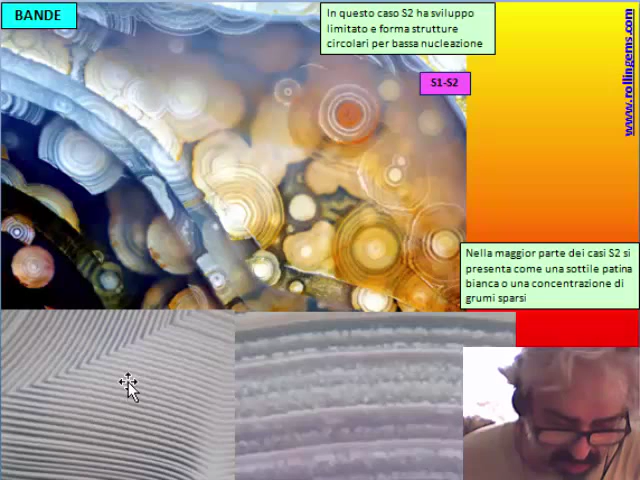 BANDE
In questo caso S2 ha sviluppo
limitato e forma strutture
circolari per bassa nucleazione
www.rollingems.com
S1-S2
Nella maggior parte dei casi S2 si
presenta come una sottile patina
bianca o una concentrazione di
grumi sparsi